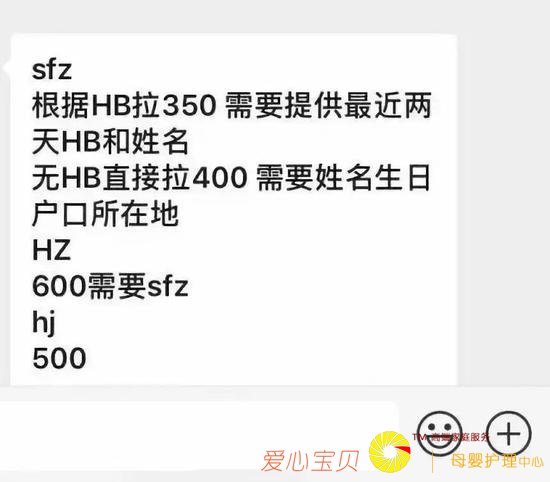 sfz
根据HB拉350 需要提供最近两
天HB和姓名
无HB直接拉400 需要姓名生日
户口所在地
HZ
600需要sfz
hj
500
爱心宝贝
母婴护理中心